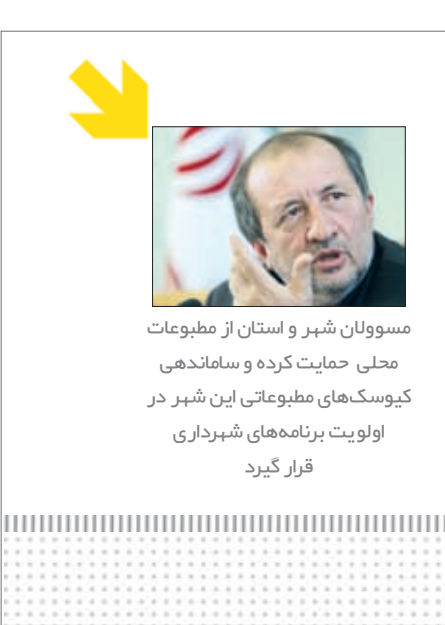 مسوولان شهر و استان از مطبوعات
محلی حمایت کرده و ساماندهی
کیوسک‌های مطبوعاتی این شهر در
اولویت برنامه‌های شهرداری
قرار گیرد